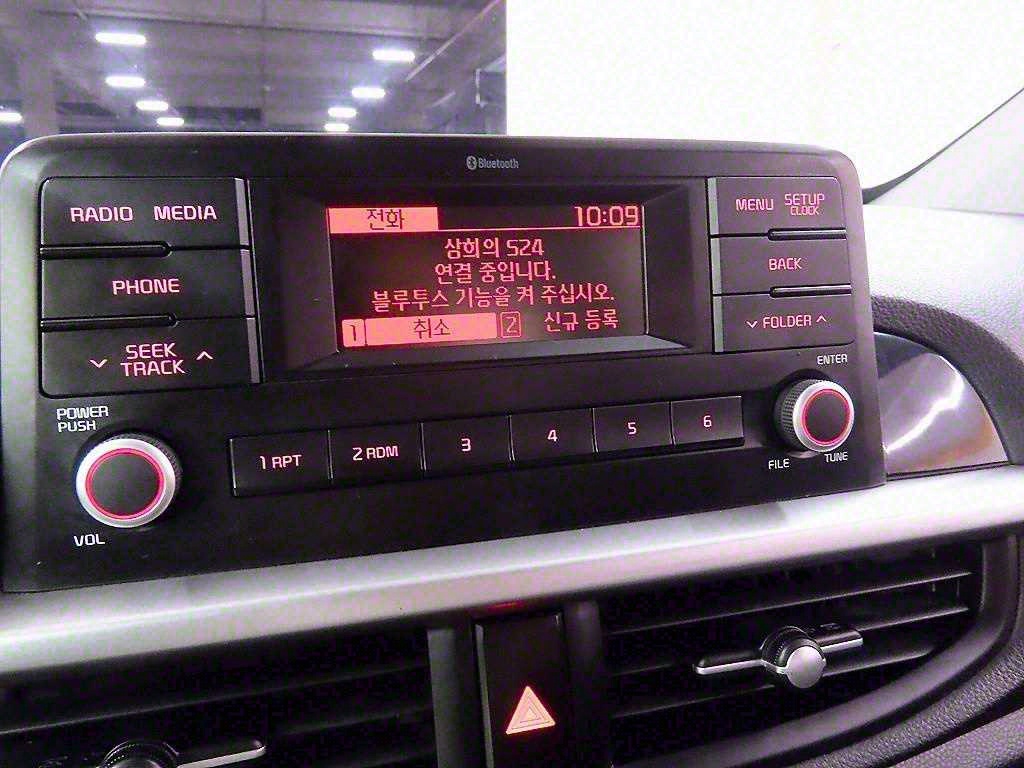 Bluetooth
RADIO MEDIA
PHONE
SEEK
TRACK
전화 10:09
삼희의 S24
연결 중입니다.
블루투스 기능을 켜 주십시오.
1 취소 2 신규 등록
MENU SETUP
CLOCK
BACK
FOLDER
POWER
PUSH
VOL
1 RPT 2 RDM 3 4 5 6
ENTER
FILE TUNE